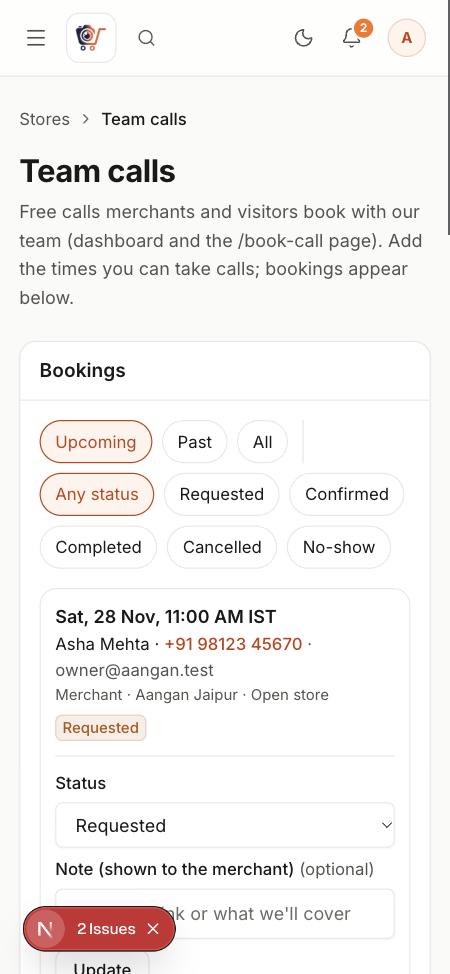 2
A
Stores > Team calls
Team calls
Free calls merchants and visitors book with our
team (dashboard and the /book-call page). Add
the times you can take calls; bookings appear
below.
Bookings
Upcoming Past All
Any status Requested Confirmed
Completed Cancelled No-show
Sat, 28 Nov, 11:00 AM IST
Asha Mehta · +91 98123 45670 ·
owner@aangan.test
Merchant · Aangan Jaipur · Open store
Requested
Status
Requested
Note (shown to the merchant) (optional)
or what we'll cover
N 2 Issues
Update